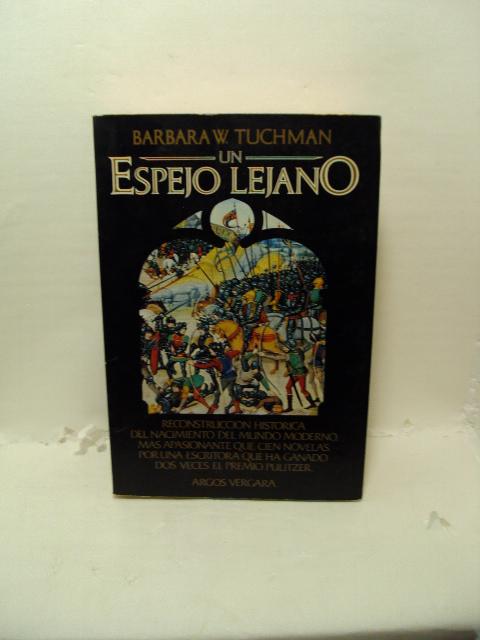 BARBARA W. TUCHMAN
UN
ESPEJO LEJANO
RECONSTRUCCION HISTORICA
DEL NACIMIENTO DEL MUNDO MODERNO,
MAS APASIONANTE QUE CIEN NOVELAS.
POR UNA ESCRITORA QUE HA GANADO
DOS VECES EL PREMIO PULITZER.
ARGOS VERGARA